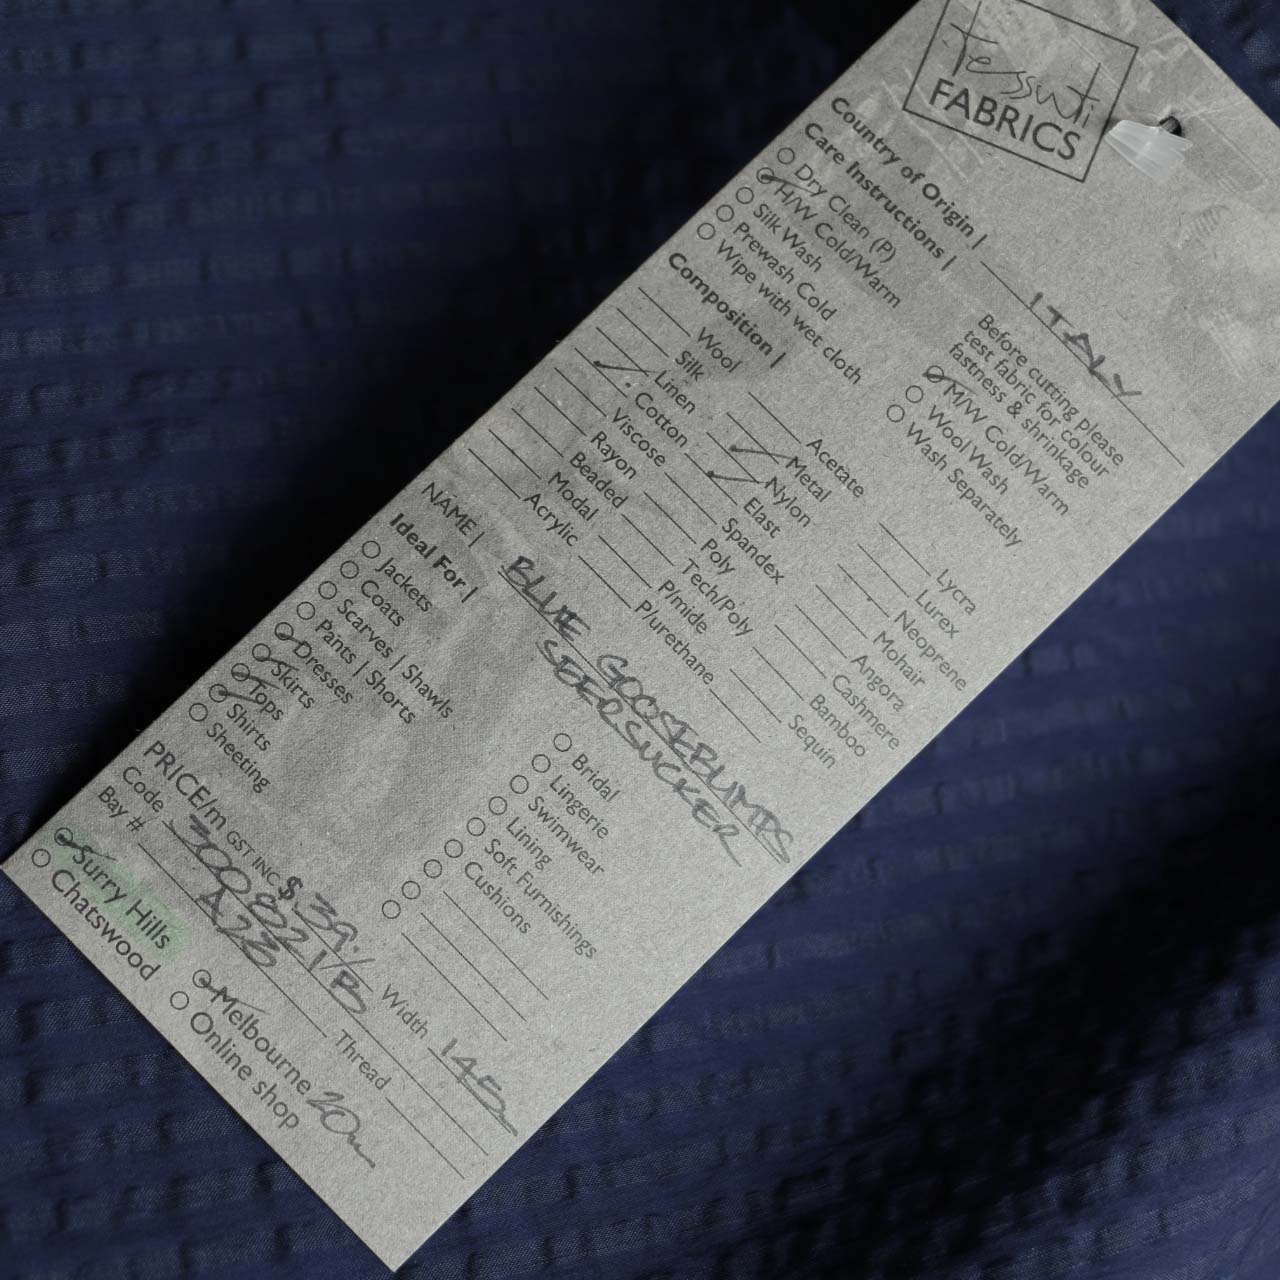 Tessuti
FABRICS
Country of Origin | ITALY
Care Instructions |
Before cutting please
test fabric for colour
fastness & shrinkage
Dry Clean (P)
H/W Cold/Warm
Silk Wash
Prewash Cold
Wipe with wet cloth
M/W Cold/Warm
Wool Wash
Wash Separately
Composition |
Wool
Silk
Linen
Cotton
Viscose
Rayon
Beaded
Modal
Acrylic
Acetate
Metal
Nylon
Elast
Spandex
Poly
Tech/Poly
P/mide
P/urethane
Lycra
Lurex
Neoprene
Mohair
Angora
Cashmere
Bamboo
Sequin
NAME | BLUE GOOSEBUMPS
SEERSUCKER
Ideal For |
Jackets
Coats
Scarves | Shawls
Pants | Shorts
Dresses
Skirts
Tops
Shirts
Sheeting
Bridal
Lingerie
Swimwear
Lining
Soft Furnishings
Cushions
PRICE/m GST INC $ 39./ Width 145
Code 30821/B Thread
Bay # A23
Surry Hills
Chatswood
Melbourne 20m
Online shop